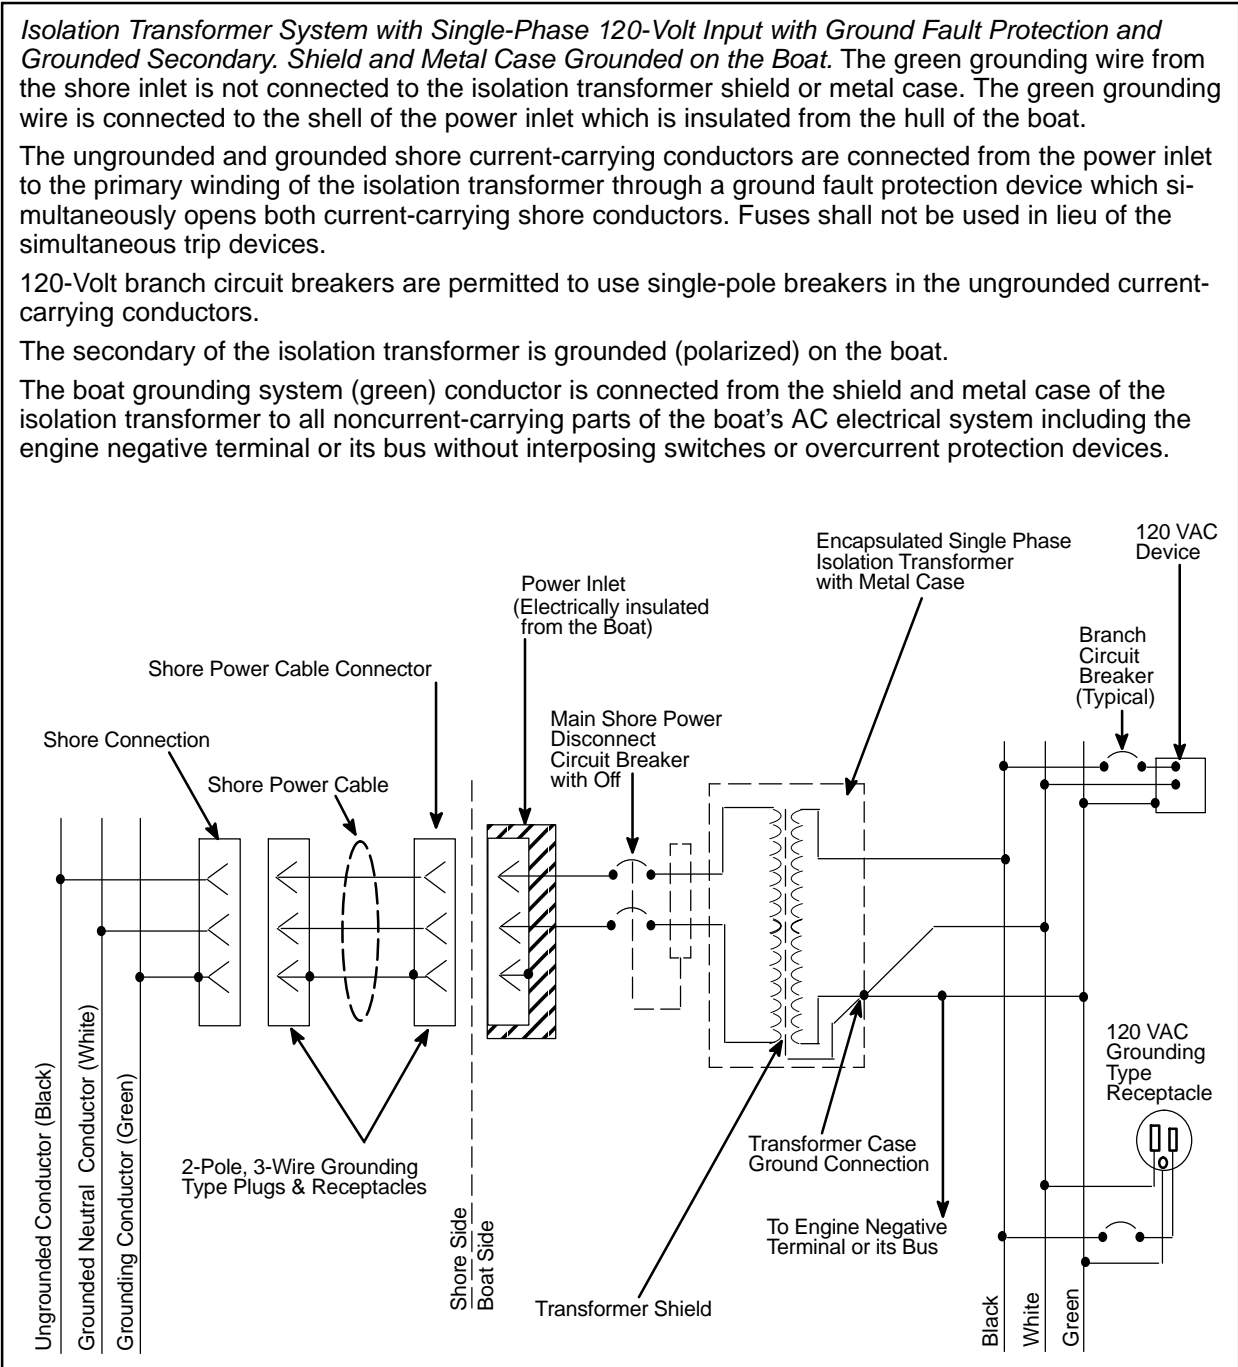 Isolation Transformer System with Single-Phase 120-Volt Input with Ground Fault Protection and
Grounded Secondary. Shield and Metal Case Grounded on the Boat. The green grounding wire from
the shore inlet is not connected to the isolation transformer shield or metal case. The green grounding
wire is connected to the shell of the power inlet which is insulated from the hull of the boat.
The ungrounded and grounded shore current-carrying conductors are connected from the power inlet
to the primary winding of the isolation transformer through a ground fault protection device which si-
multaneously opens both current-carrying shore conductors. Fuses shall not be used in lieu of the
simultaneous trip devices.
120-Volt branch circuit breakers are permitted to use single-pole breakers in the ungrounded current-
carrying conductors.
The secondary of the isolation transformer is grounded (polarized) on the boat.
The boat grounding system (green) conductor is connected from the shield and metal case of the
isolation transformer to all noncurrent-carrying parts of the boat's AC electrical system including the
engine negative terminal or its bus without interposing switches or overcurrent protection devices.
Encapsulated Single Phase
Isolation Transformer
with Metal Case
120 VAC
Device
Power Inlet
(Electrically insulated
from the Boat)
Branch
Circuit
Breaker
(Typical)
Shore Power Cable Connector
Main Shore Power
Disconnect
Circuit Breaker
with Off
Shore Connection
Shore Power Cable
120 VAC
Grounding
Type
Receptacle
Transformer Case
Ground Connection
2-Pole, 3-Wire Grounding
Type Plugs & Receptacles
To Engine Negative
Terminal or its Bus
Transformer Shield
Ungrounded Conductor (Black)
Grounded Neutral Conductor (White)
Grounding Conductor (Green)
Shore Side
Boat Side
Black
White
Green